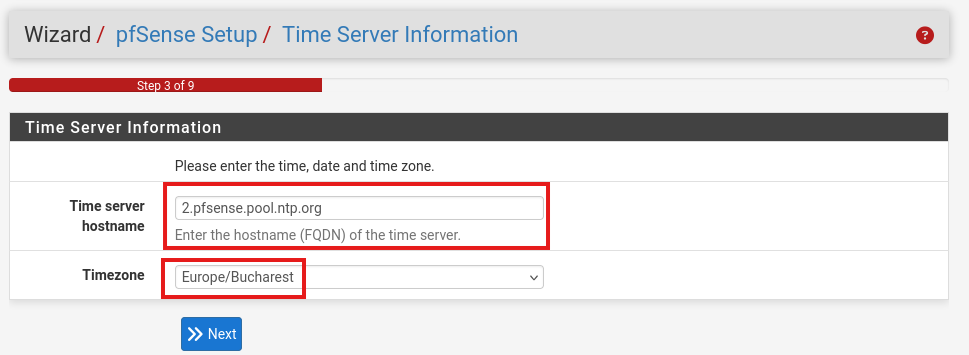 Wizard / pfSense Setup / Time Server Information
?
Step 3 of 9
Time Server Information
Please enter the time, date and time zone.
Time server hostname
2.pfsense.pool.ntp.org
Enter the hostname (FQDN) of the time server.
Timezone
Europe/Bucharest
Next